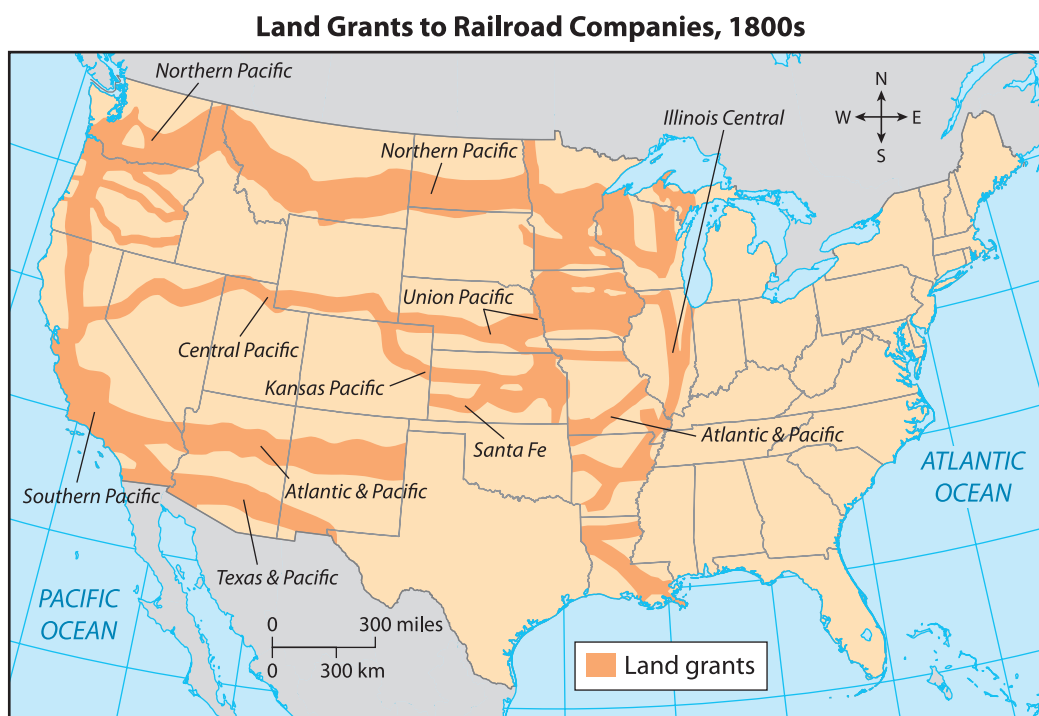 Land Grants to Railroad Companies, 1800s
Northern Pacific
Illinois Central
N
W
E
S
Northern Pacific
Union Pacific
Central Pacific
Kansas Pacific
Santa Fe
Atlantic & Pacific
Southern Pacific
Atlantic & Pacific
ATLANTIC
OCEAN
Texas & Pacific
PACIFIC
OCEAN
0
300 miles
0
300 km
Land grants